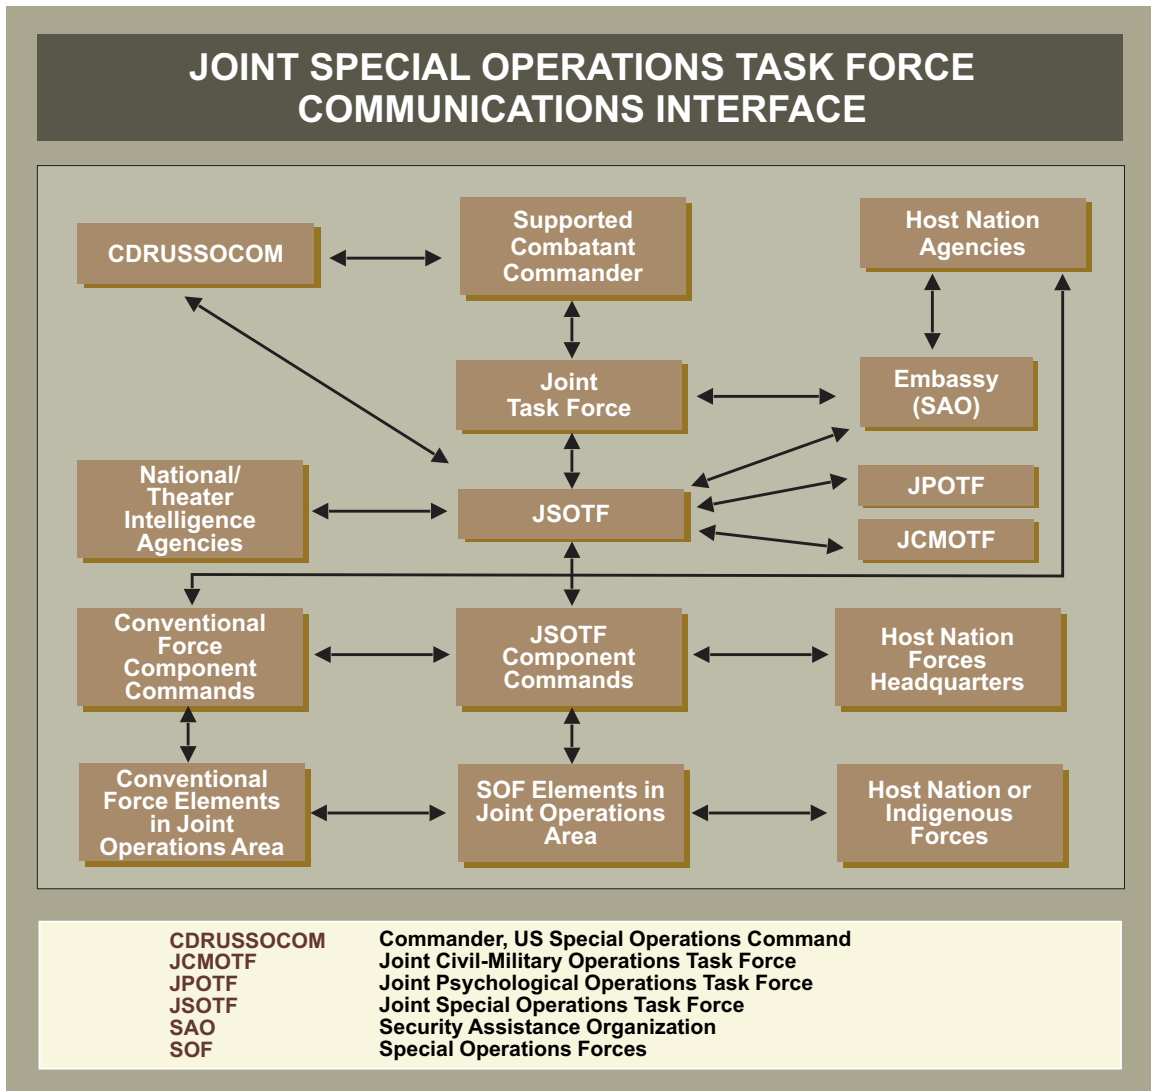 JOINT SPECIAL OPERATIONS TASK FORCE
COMMUNICATIONS INTERFACE
CDRUSSOCOM
Supported
Combatant
Commander
Host Nation
Agencies
Joint
Task Force
Embassy
(SAO)
National/
Theater
Intelligence
Agencies
JSOTF
JPOTF
JCMOTF
Conventional
Force
Component
Commands
JSOTF
Component
Commands
Host Nation
Forces
Headquarters
Conventional
Force Elements
in Joint
Operations Area
SOF Elements in
Joint Operations
Area
Host Nation or
Indigenous
Forces
CDRUSSOCOM Commander, US Special Operations Command
JCMOTF Joint Civil-Military Operations Task Force
JPOTF Joint Psychological Operations Task Force
JSOTF Joint Special Operations Task Force
SAO Security Assistance Organization
SOF Special Operations Forces